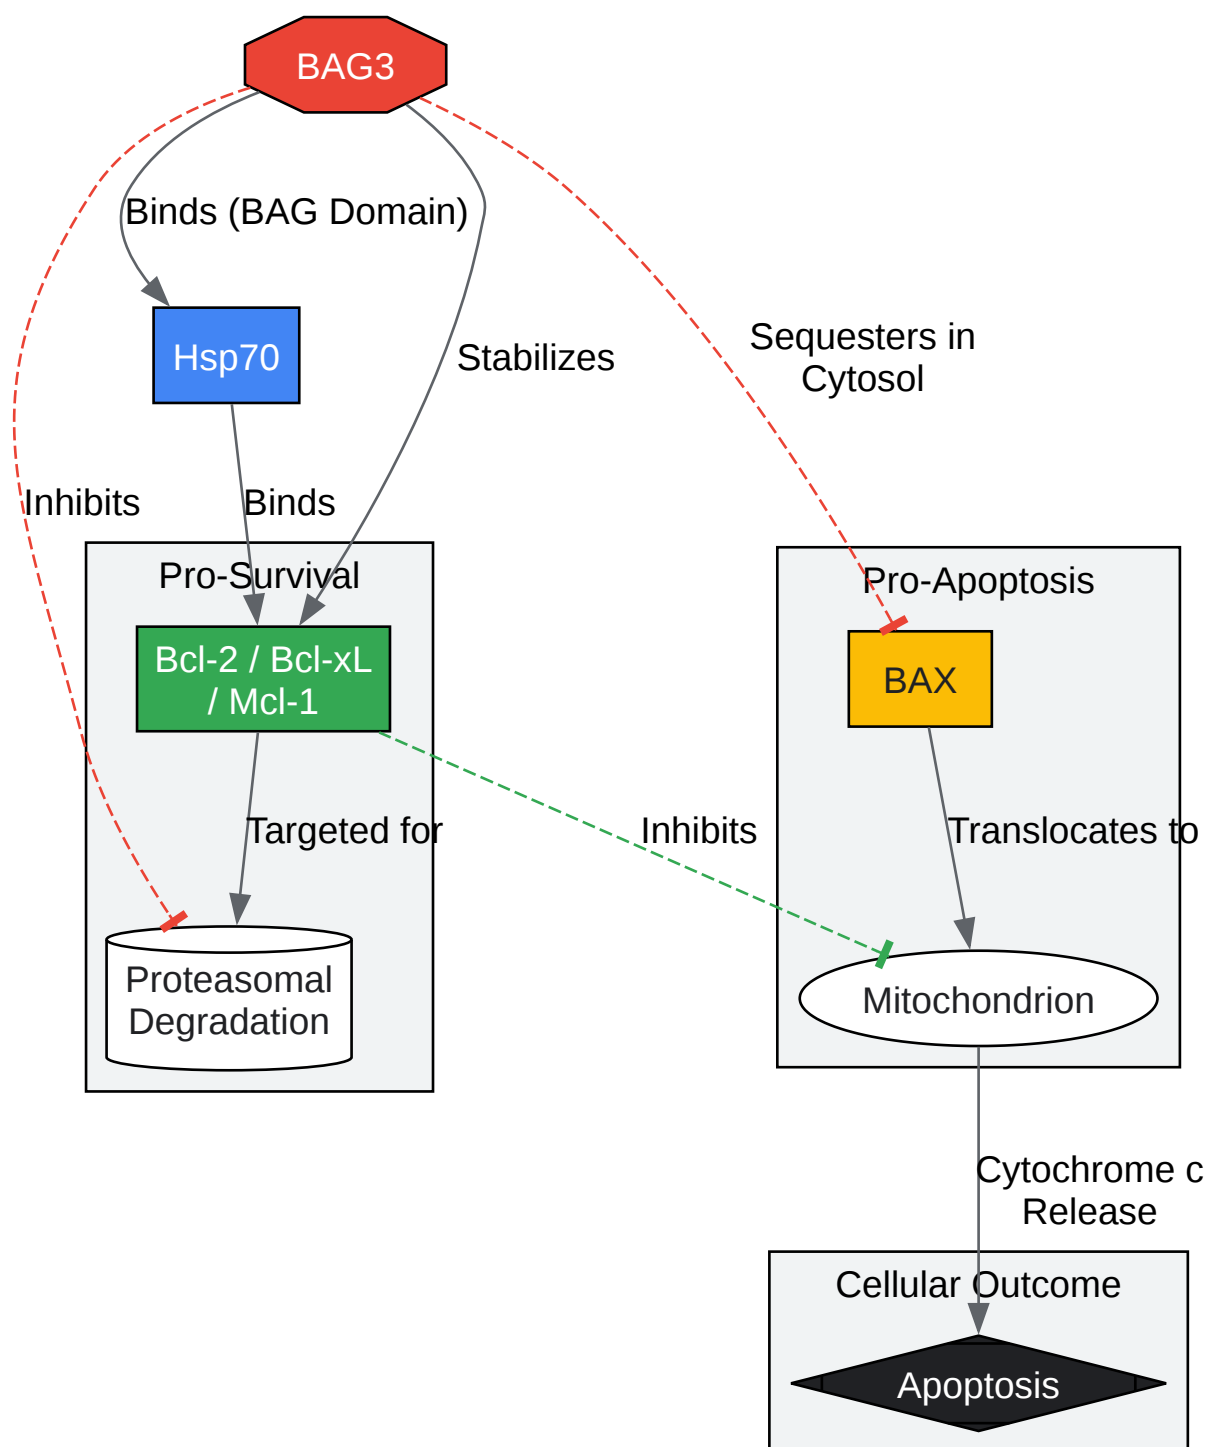 BAG3
Binds (BAG Domain)
Sequesters in
Cytosol
Hsp70
Stabilizes
Inhibits
Binds
Pro-Survival
Pro-Apoptosis
Bcl-2 / Bcl-xL
/ Mcl-1
BAX
Targeted for
Inhibits
Translocates to
Proteasomal
Degradation
Mitochondrion
Cytochrome c
Release
Cellular Outcome
Apoptosis